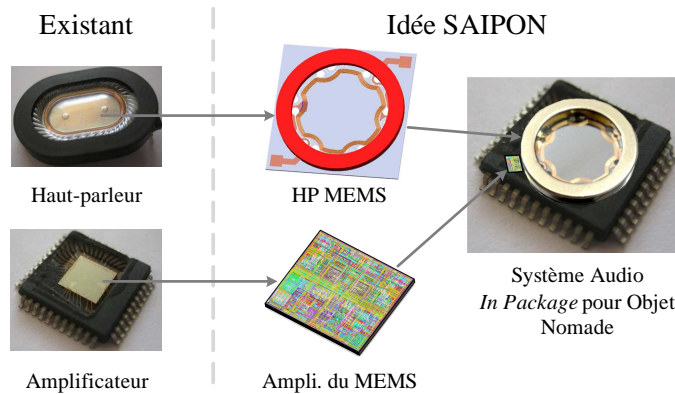 Existant
Idée SAIPON
Haut-parleur
HP MEMS
Système Audio
In Package pour Objet
Nomade
Amplificateur
Ampli. du MEMS